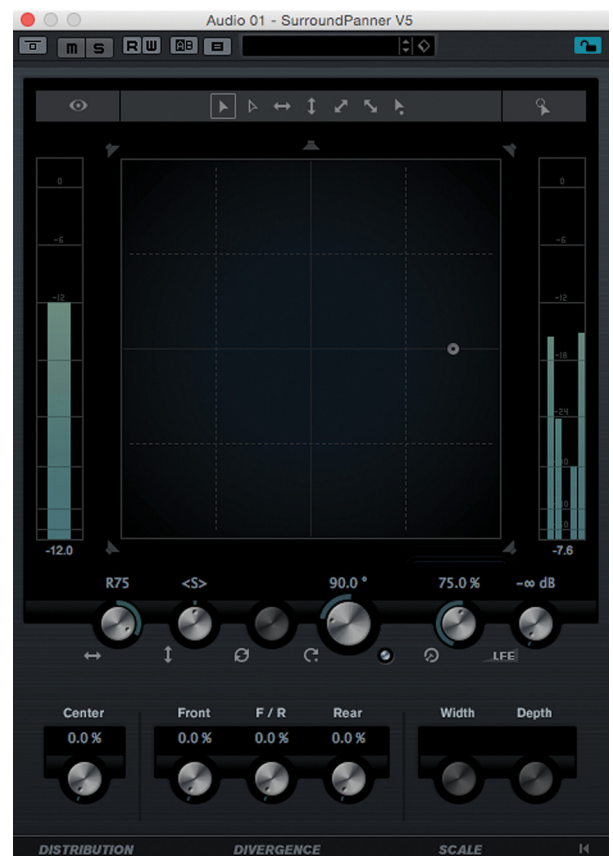 Audio 01 - SurroundPanner V5
m S R W AB
0
-6
-12
0
-6
-12
-18
-24
-30
-12.0
-7.6
R75 <S> 90.0 ° 75.0 % -∞ dB
LFE
Center Front F / R Rear Width Depth
0.0 % 0.0 % 0.0 % 0.0 %
DISTRIBUTION DIVERGENCE SCALE